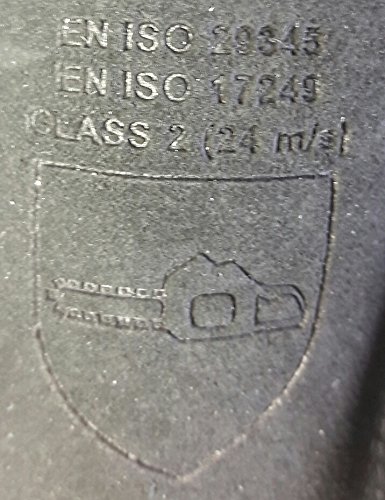 EN ISO 20345
EN ISO 17249
CLASS 2 (24 m/s)